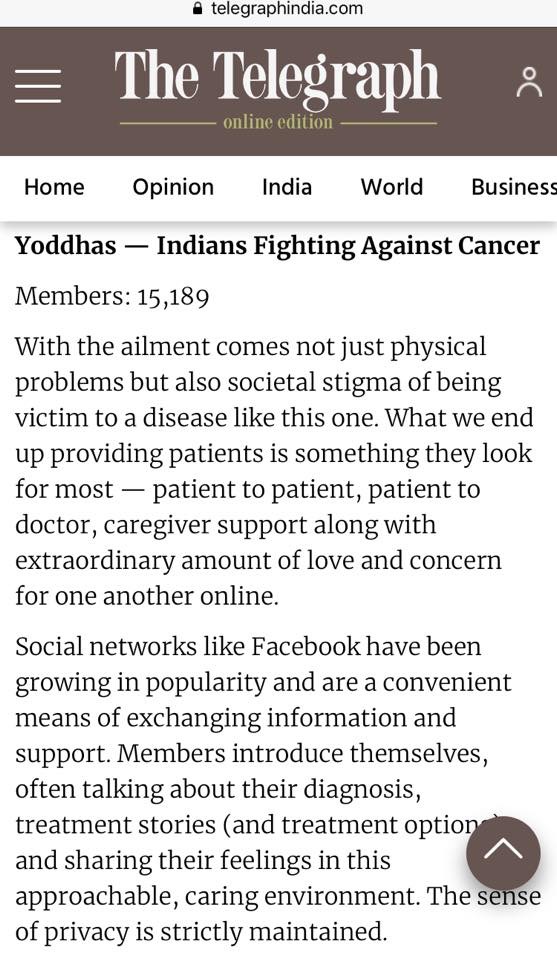 telegraphindia.com
The Telegraph
online edition
Home Opinion India World Business
Yoddhas — Indians Fighting Against Cancer
Members: 15,189
With the ailment comes not just physical
problems but also societal stigma of being
victim to a disease like this one. What we end
up providing patients is something they look
for most — patient to patient, patient to
doctor, caregiver support along with
extraordinary amount of love and concern
for one another online.
Social networks like Facebook have been
growing in popularity and are a convenient
means of exchanging information and
support. Members introduce themselves,
often talking about their diagnosis,
treatment stories (and treatment options)
and sharing their feelings in this
approachable, caring environment. The sense
of privacy is strictly maintained.